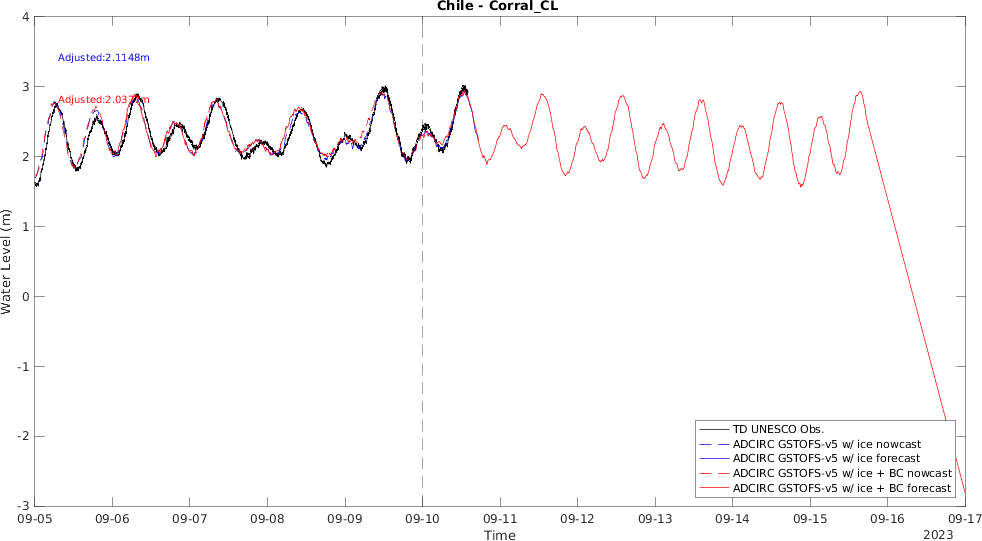 Chile - Corral_CL
4
3
2
1
0
-1
-2
-3
Water Level (m)
Adjusted:2.1148m
Adjusted:2.037 m
TD UNESCO Obs.
ADCIRC GSTOFS-v5 w/ ice nowcast
ADCIRC GSTOFS-v5 w/ ice forecast
ADCIRC GSTOFS-v5 w/ ice + BC nowcast
ADCIRC GSTOFS-v5 w/ ice + BC forecast
09-05 09-06 09-07 09-08 09-09 09-10 09-11 09-12 09-13 09-14 09-15 09-16 09-17
Time
2023